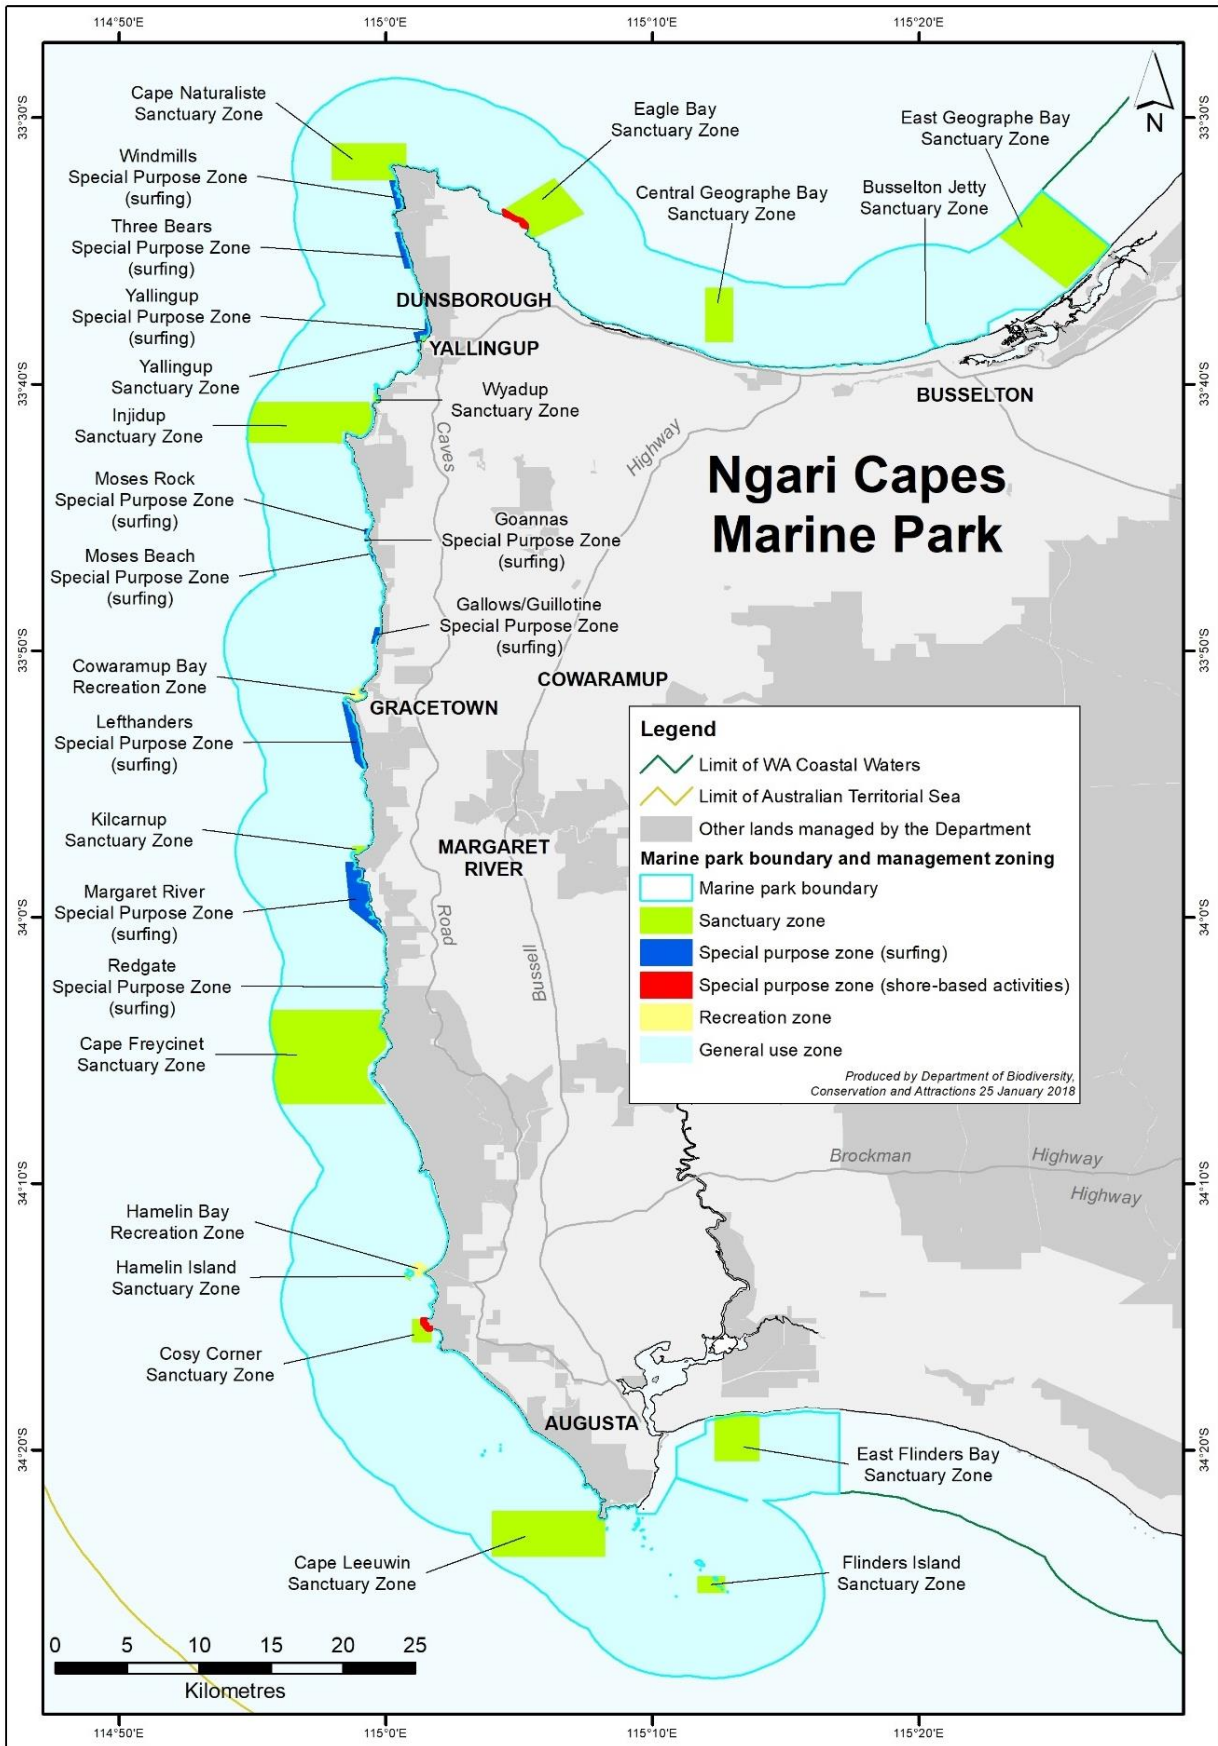 114°50'E
115°0'E
115°10'E
115°20'E
33°30'S
33°40'S
33°50'S
34°0'S
34°10'S
34°20'S
33°30'S
33°40'S
33°50'S
34°0'S
34°10'S
34°20'S
N
Cape Naturaliste
Sanctuary Zone
Windmills
Special Purpose Zone
(surfing)
Three Bears
Special Purpose Zone
(surfing)
Yallingup
Special Purpose Zone
(surfing)
Yallingup
Sanctuary Zone
Injidup
Sanctuary Zone
Moses Rock
Special Purpose Zone
(surfing)
Moses Beach
Special Purpose Zone
(surfing)
Cowaramup Bay
Recreation Zone
Lefthanders
Special Purpose Zone
(surfing)
Kilcarnup
Sanctuary Zone
Margaret River
Special Purpose Zone
(surfing)
Redgate
Special Purpose Zone
(surfing)
Cape Freycinet
Sanctuary Zone
Hamelin Bay
Recreation Zone
Hamelin Island
Sanctuary Zone
Cosy Corner
Sanctuary Zone
Cape Leeuwin
Sanctuary Zone
Eagle Bay
Sanctuary Zone
Central Geographe Bay
Sanctuary Zone
Busselton Jetty
Sanctuary Zone
East Geographe Bay
Sanctuary Zone
DUNSBOROUGH
YALLINGUP
Wyadup
Sanctuary Zone
BUSSELTON
Caves
Highway
Ngari Capes
Marine Park
Goannas
Special Purpose Zone
(surfing)
Gallows/Guillotine
Special Purpose Zone
(surfing)
COWARAMUP
GRACETOWN
MARGARET
RIVER
Road
Bussell
Legend
Limit of WA Coastal Waters
Limit of Australian Territorial Sea
Other lands managed by the Department
Marine park boundary and management zoning
Marine park boundary
Sanctuary zone
Special purpose zone (surfing)
Special purpose zone (shore-based activities)
Recreation zone
General use zone
Produced by Department of Biodiversity,
Conservation and Attractions 25 January 2018
Brockman
Highway
Highway
AUGUSTA
East Flinders Bay
Sanctuary Zone
Flinders Island
Sanctuary Zone
0 5 10 15 20 25
Kilometres
114°50'E
115°0'E
115°10'E
115°20'E